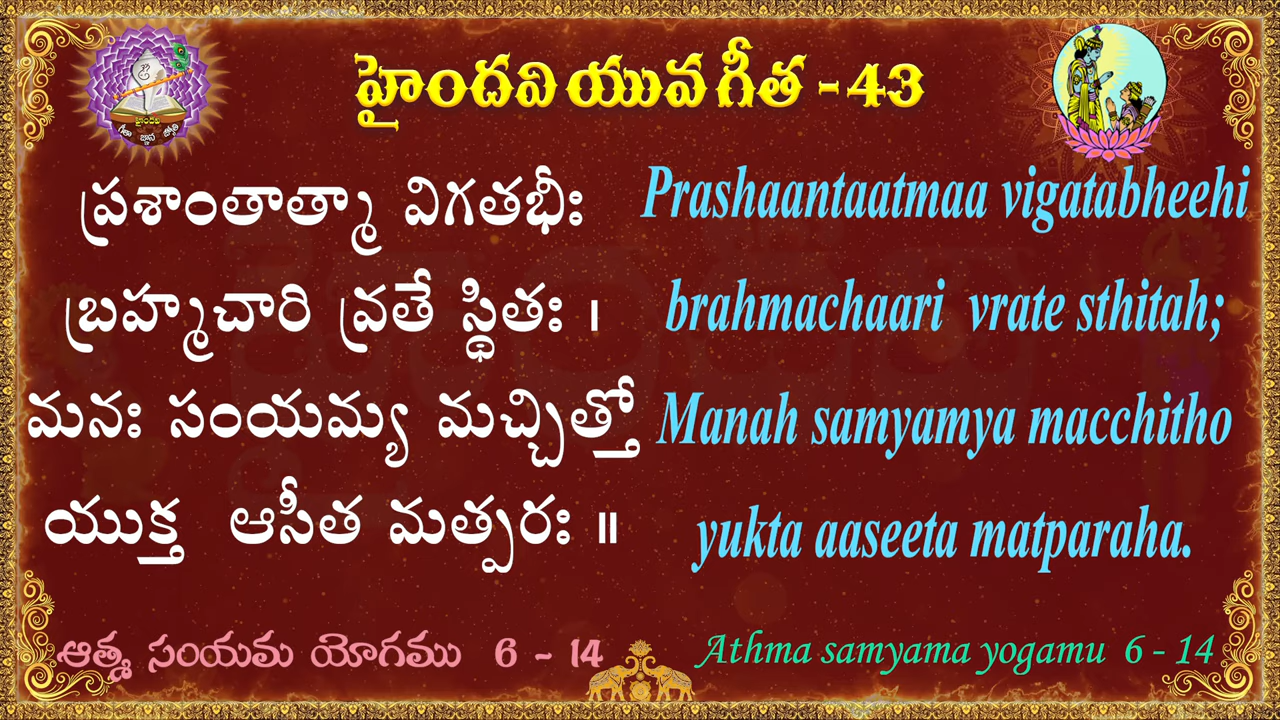 హైందవి యువ గీత - 43
ప్రశాంతాత్మా విగతభీః
బ్రహ్మచారి వ్రతే స్థితః ।
మనః సంయమ్య మచ్చిత్తో
యుక్త ఆసీత మత్పరః ॥
Prashaantaatmaa vigatabheehi
brahmachaari vrate sthitah;
Manah samyamya macchitho
yukta aaseeta matparaha.
ఆత్మ సంయమ యోగము 6 - 14
Athma samyama yogamu 6 - 14